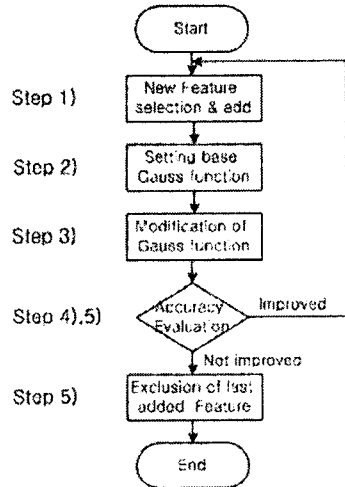 Start
Step 1)
New Feature
selection & add
Step 2)
Setting base
Gauss function
Step 3)
Modification of
Gauss function
Step 4),5)
Accuracy
Evaluation
Improved
Not improved
Step 5)
Exclusion of last
added Feature
End